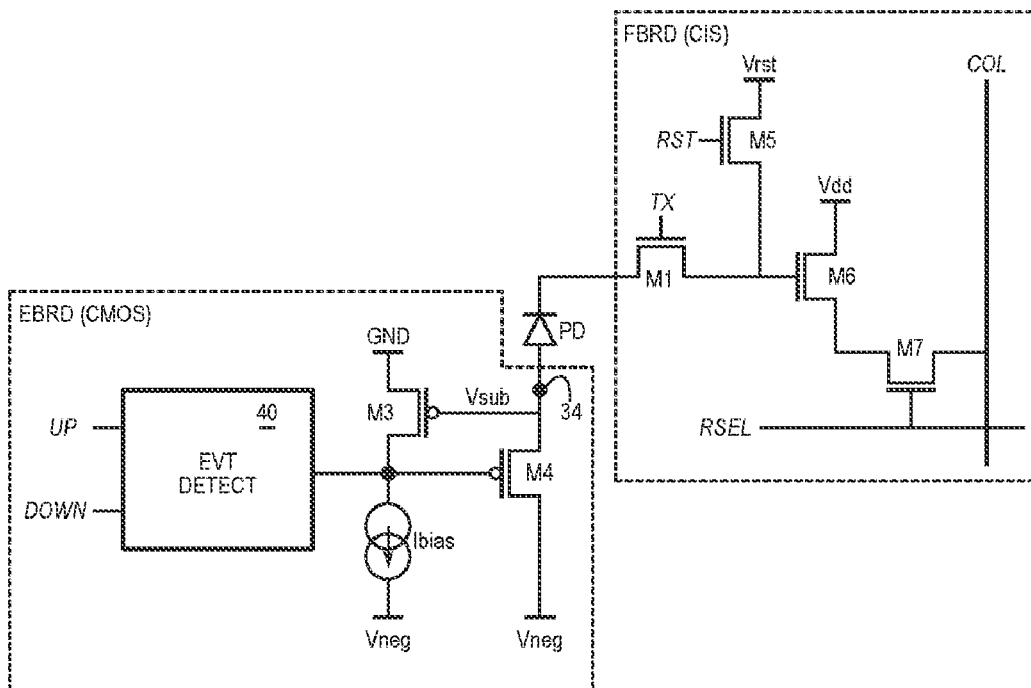 FBRD (CIS)
Vrst
COL
RST
M5
Vdd
TX
M1
M6
M7
RSEL
EBRD (CMOS)
GND
PD
M3
Vsub
34
UP
40
EVT
DETECT
M4
DOWN
Ibias
Vneg
Vneg